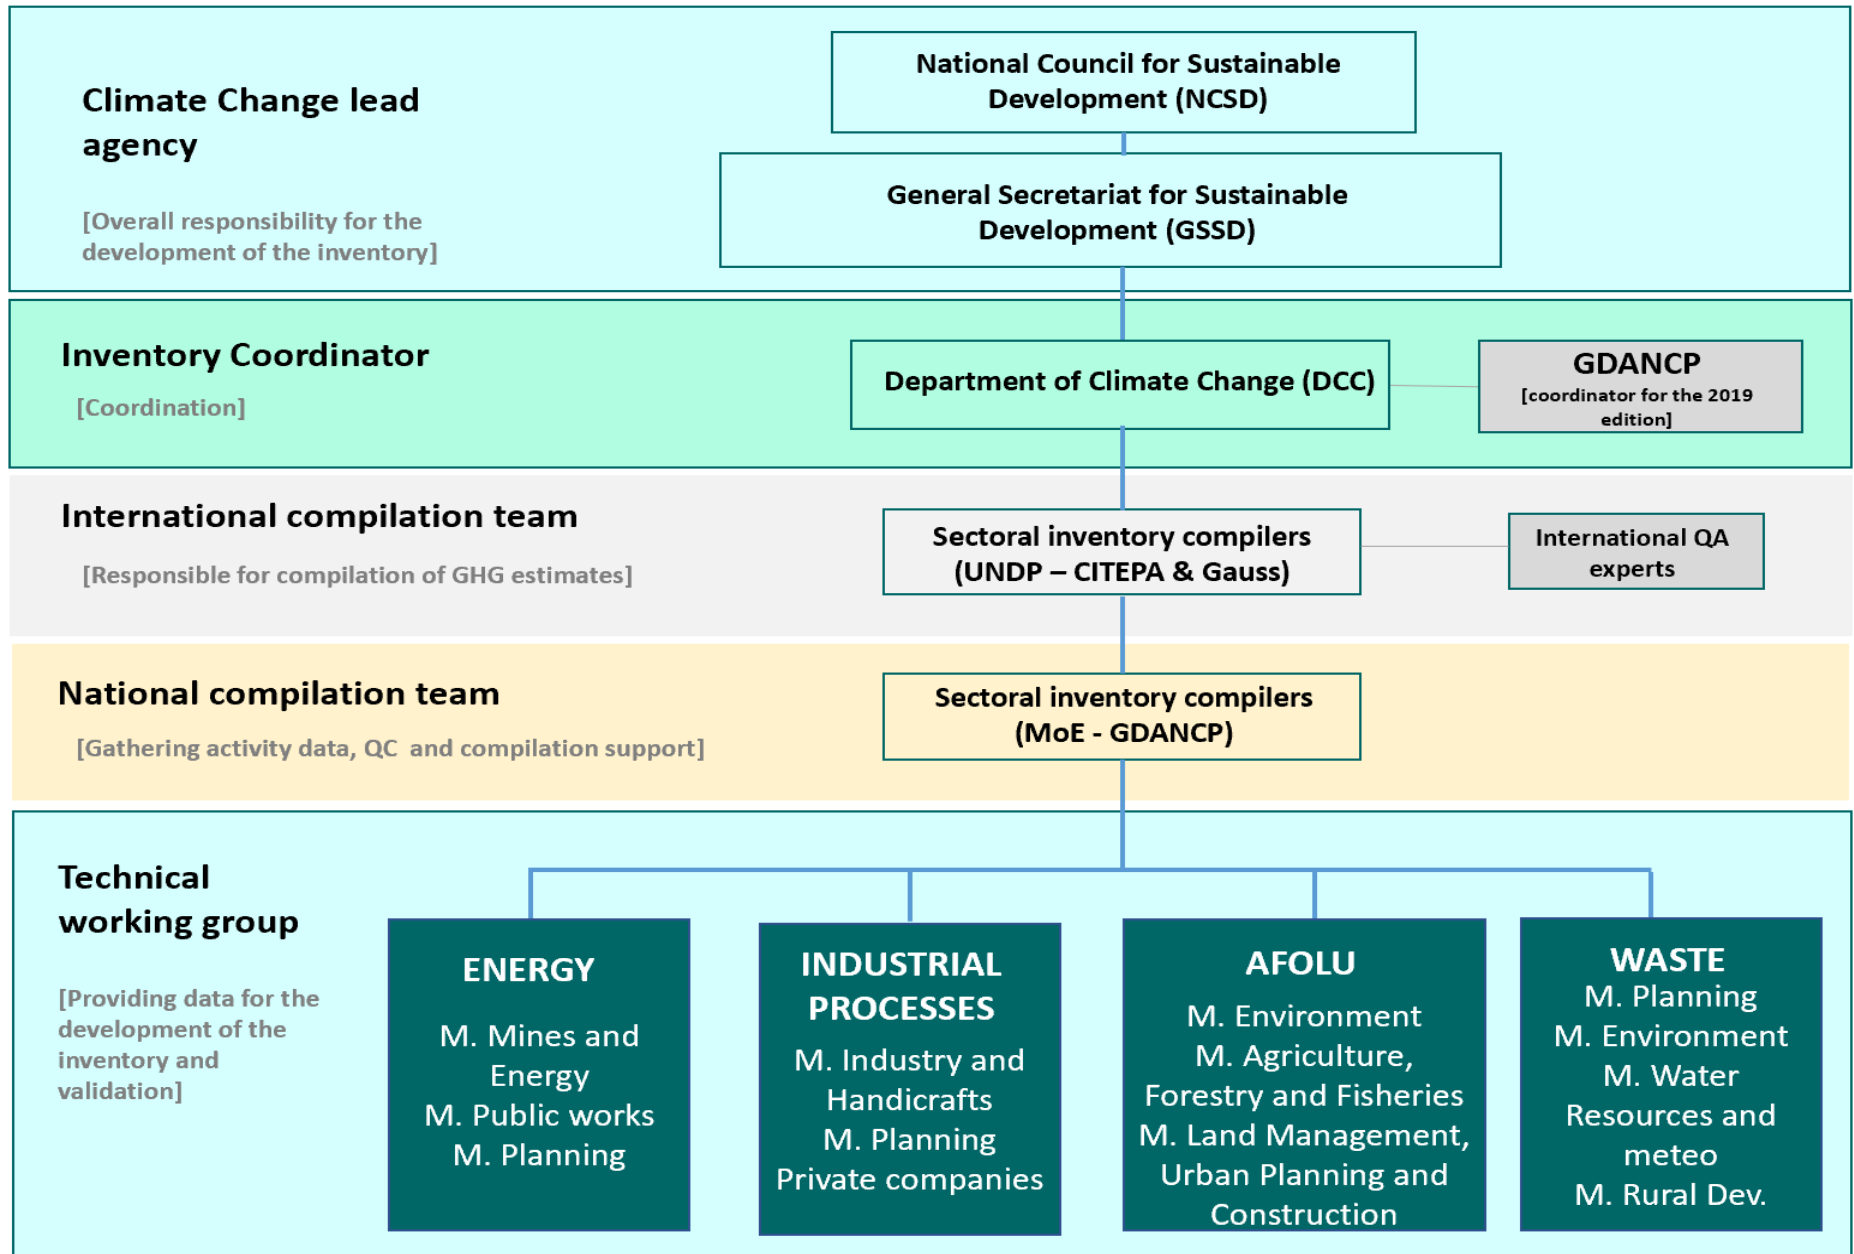 Climate Change lead
agency
[Overall responsibility for the
development of the inventory]
National Council for Sustainable
Development (NCSD)
General Secretariat for Sustainable
Development (GSSD)
Inventory Coordinator
[Coordination]
Department of Climate Change (DCC)
GDANCP
[coordinator for the 2019
edition]
International compilation team
[Responsible for compilation of GHG estimates]
Sectoral inventory compilers
(UNDP – CITEPA & Gauss)
International QA
experts
National compilation team
[Gathering activity data, QC and compilation support]
Sectoral inventory compilers
(MoE - GDANCP)
Technical
working group
[Providing data for the
development of the
inventory and
validation]
ENERGY
M. Mines and
Energy
M. Public works
M. Planning
INDUSTRIAL
PROCESSES
M. Industry and
Handicrafts
M. Planning
Private companies
AFOLU
M. Environment
M. Agriculture,
Forestry and Fisheries
M. Land Management,
Urban Planning and
Construction
WASTE
M. Planning
M. Environment
M. Water
Resources and
meteo
M. Rural Dev.